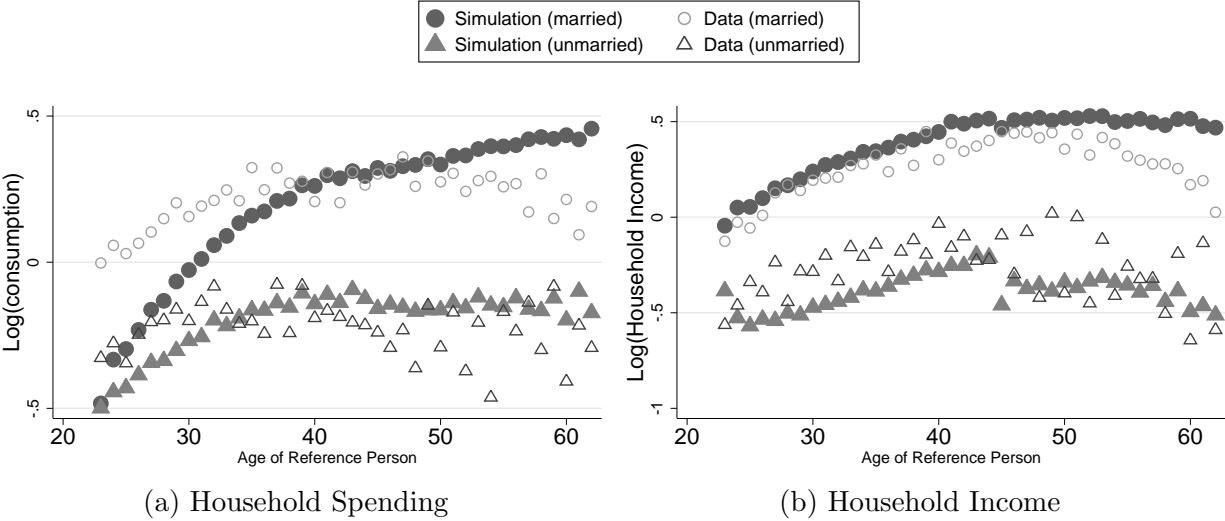 Simulation (married) Data (married)
Simulation (unmarried) Data (unmarried)
Log(consumption)
.5
0
-.5
20 30 40 50 60
Age of Reference Person
(a) Household Spending
Log(Household Income)
.5
0
-.5
-1
20 30 40 50 60
Age of Reference Person
(b) Household Income